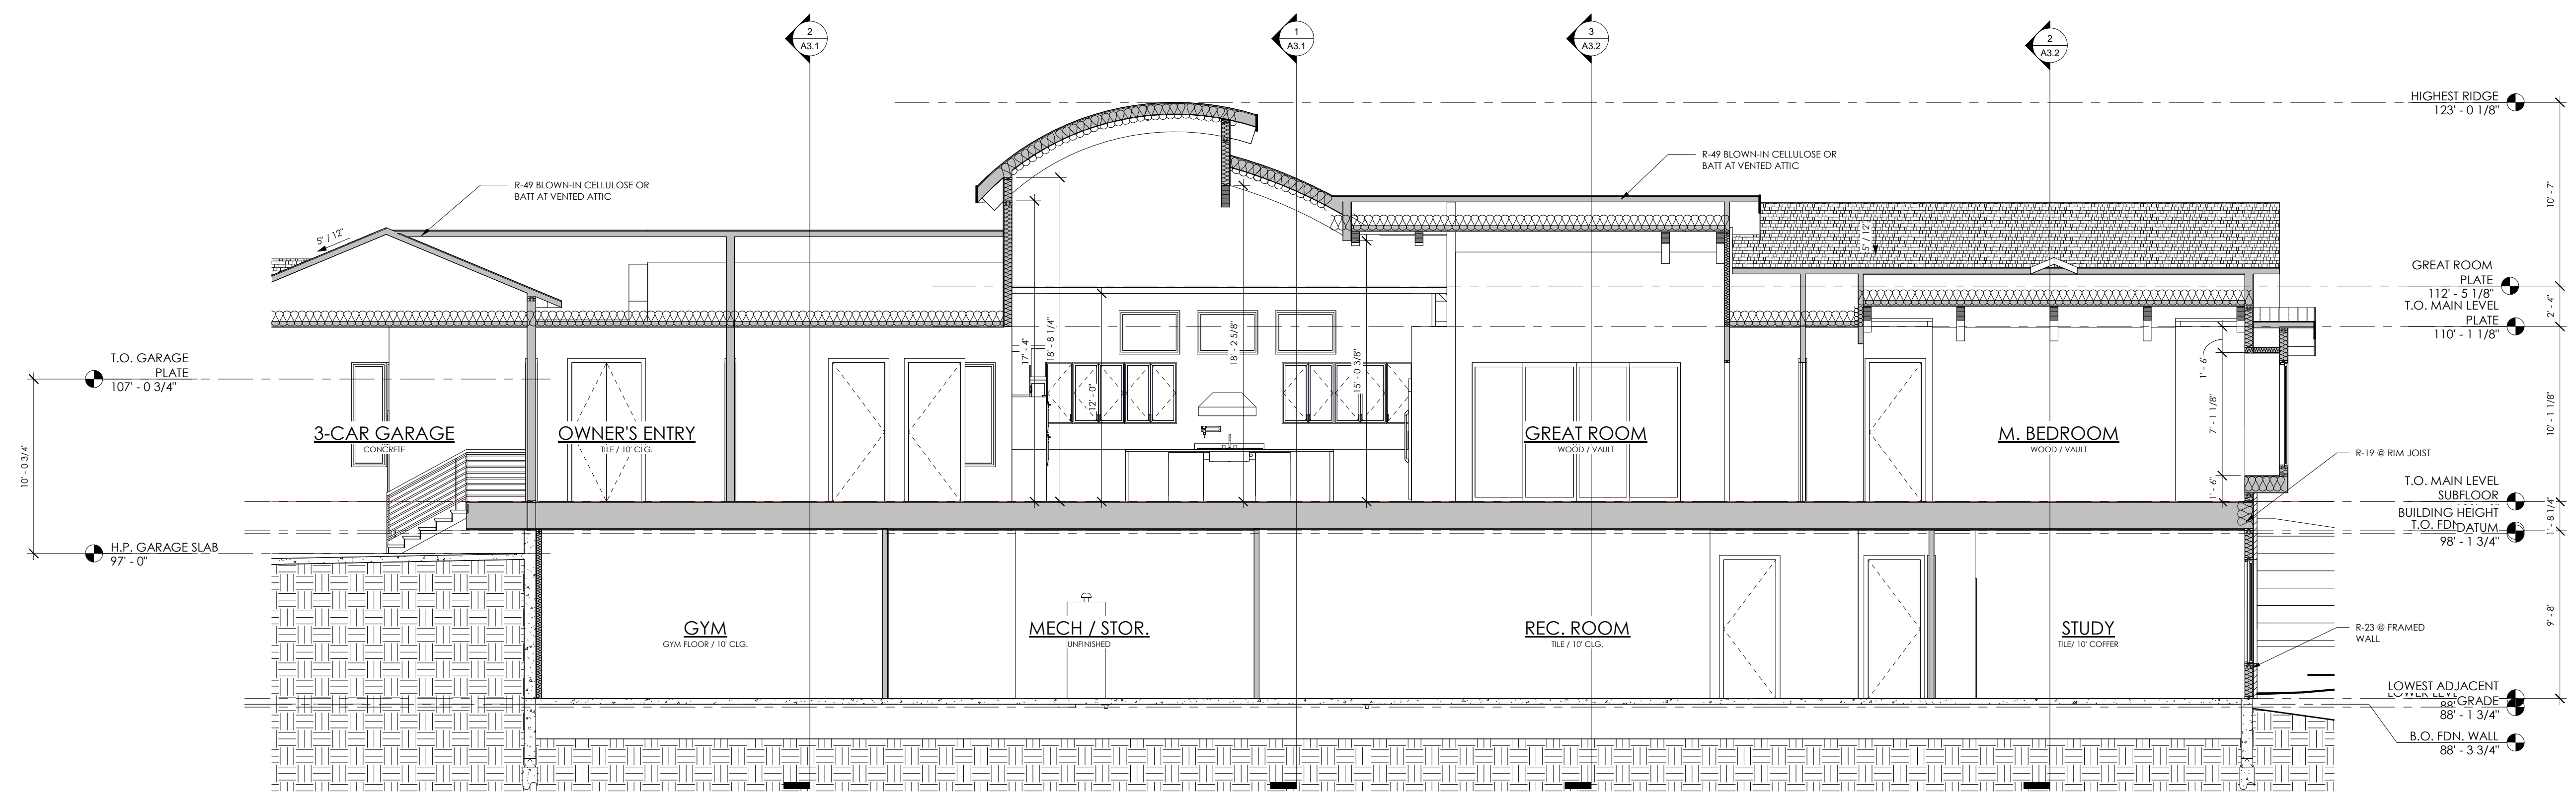 2
A3.1
1
A3.1
3
A3.2
2
A3.2
HIGHEST RIDGE
123' - 0 1/8"
10' - 7"
R-49 BLOWN-IN CELLULOSE OR
BATT AT VENTED ATTIC
R-49 BLOWN-IN CELLULOSE OR
BATT AT VENTED ATTIC
5" / 12"
5" / 12"
GREAT ROOM
PLATE
112' - 5 1/8"
2' - 4"
T.O. MAIN LEVEL
PLATE
110' - 1 1/8"
T.O. GARAGE
PLATE
107' - 0 3/4"
10' - 0 3/4"
H.P. GARAGE SLAB
97' - 0"
17' - 4"
18' - 8 1/4"
12' - 0"
18' - 2 5/8"
15' - 0 3/8"
1' - 6"
7' - 1 1/8"
1' - 6"
10' - 1 1/8"
3-CAR GARAGE
CONCRETE
OWNER'S ENTRY
TILE / 10' CLG.
GREAT ROOM
WOOD / VAULT
M. BEDROOM
WOOD / VAULT
R-19 @ RIM JOIST
T.O. MAIN LEVEL
SUBFLOOR
BUILDING HEIGHT
T.O. FDN
DATUM
98' - 1 3/4"
1' - 8 1/4"
9' - 8"
GYM
GYM FLOOR / 10' CLG.
MECH / STOR.
UNFINISHED
REC. ROOM
TILE / 10' CLG.
STUDY
TILE/ 10' COFFER
R-23 @ FRAMED
WALL
LOWEST ADJACENT
GRADE
88' - 1 3/4"
B.O. FDN. WALL
88' - 3 3/4"